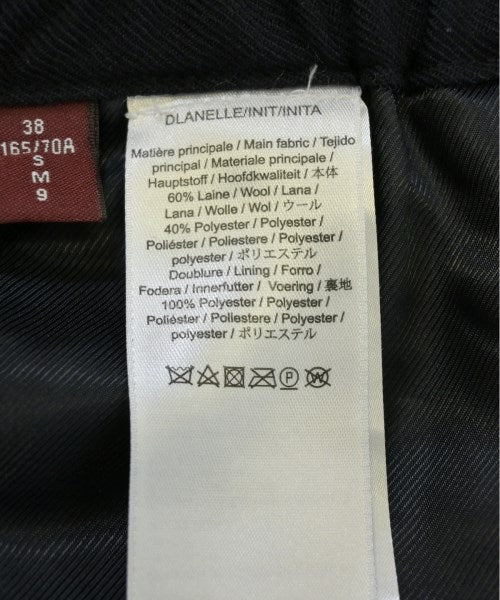 38
165/70A
S
M
9
DLANELLE/INIT/INITA
Matière principale / Main fabric / Tejido
principal / Materiale principale /
Hauptstoff / Hoofdkwaliteit / 本体
60% Laine / Wool / Lana /
Lana / Wolle / Wol / ウール
40% Polyester / Polyester /
Poliéster / Poliestere / Polyester /
polyester / ポリエステル
Doublure / Lining / Forro /
Fodera / Innerfutter / Voering / 裏地
100% Polyester / Polyester /
Poliéster / Poliestere / Polyester /
polyester / ポリエステル
P
W